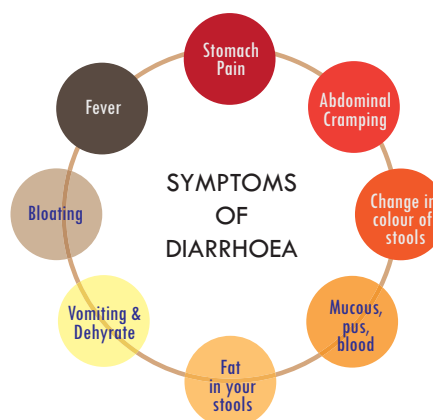 Stomach
Pain
Abdominal
Cramping
Change in
colour of
stools
Mucous,
pus,
blood
Fat
in your
stools
Vomiting &
Dehyrate
Bloating
Fever
SYMPTOMS
OF
DIARRHOEA